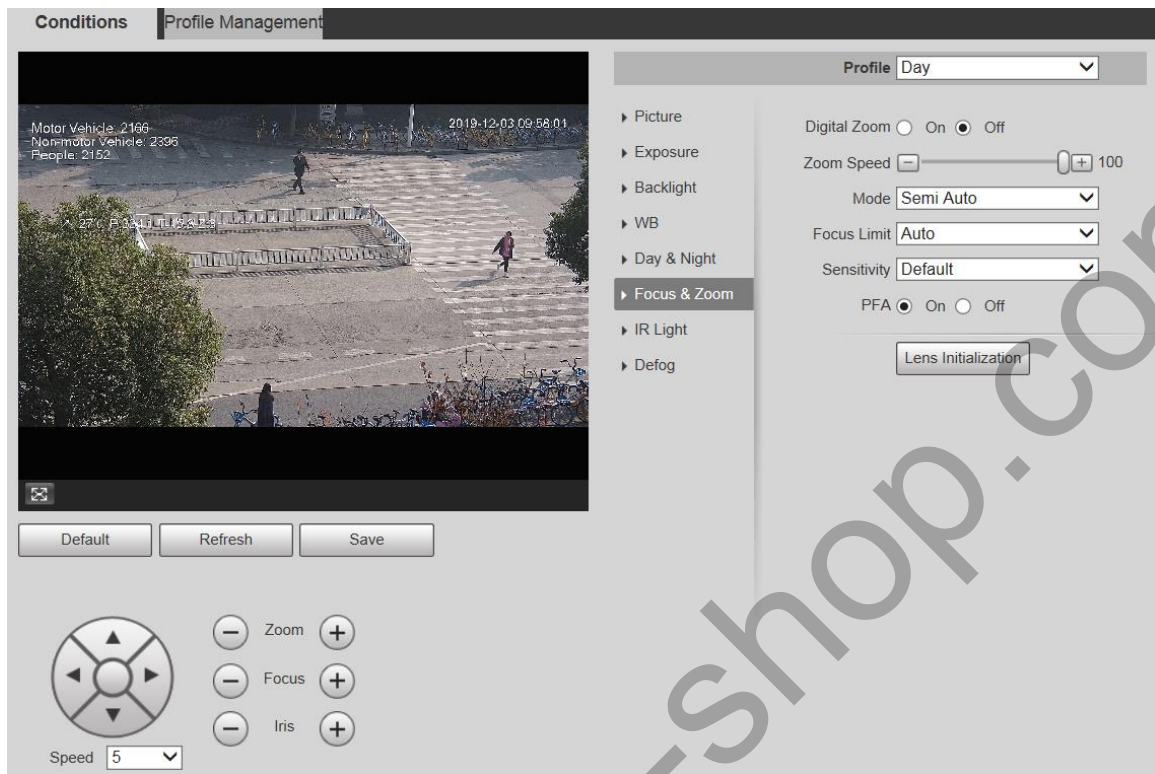 Conditions
Profile Management
Motor Vehicle: 2166
Non-motor Vehicle: 2396
People: 2152
2019-12-03 09:58:01
Profile Day
Picture
Exposure
Backlight
WB
Day & Night
Focus & Zoom
IR Light
Defog
Digital Zoom On Off
Zoom Speed 100
Mode Semi Auto
Focus Limit Auto
Sensitivity Default
PFA On Off
Lens Initialization
Default Refresh Save
Zoom
Focus
Iris
Speed 5
-shop.co